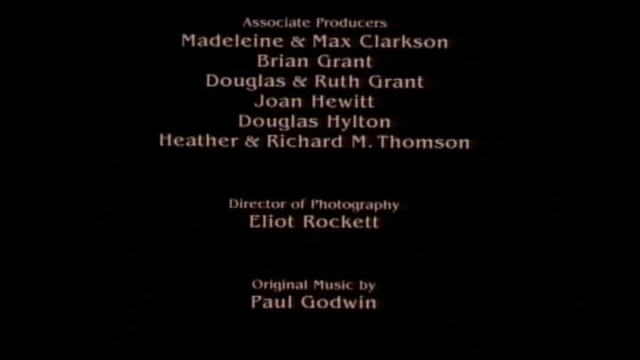 Associate Producers
Madeleine & Max Clarkson
Brian Grant
Douglas & Ruth Grant
Joan Hewitt
Douglas Hylton
Heather & Richard M. Thomson
Director of Photography
Eliot Rockett
Original Music by
Paul Godwin